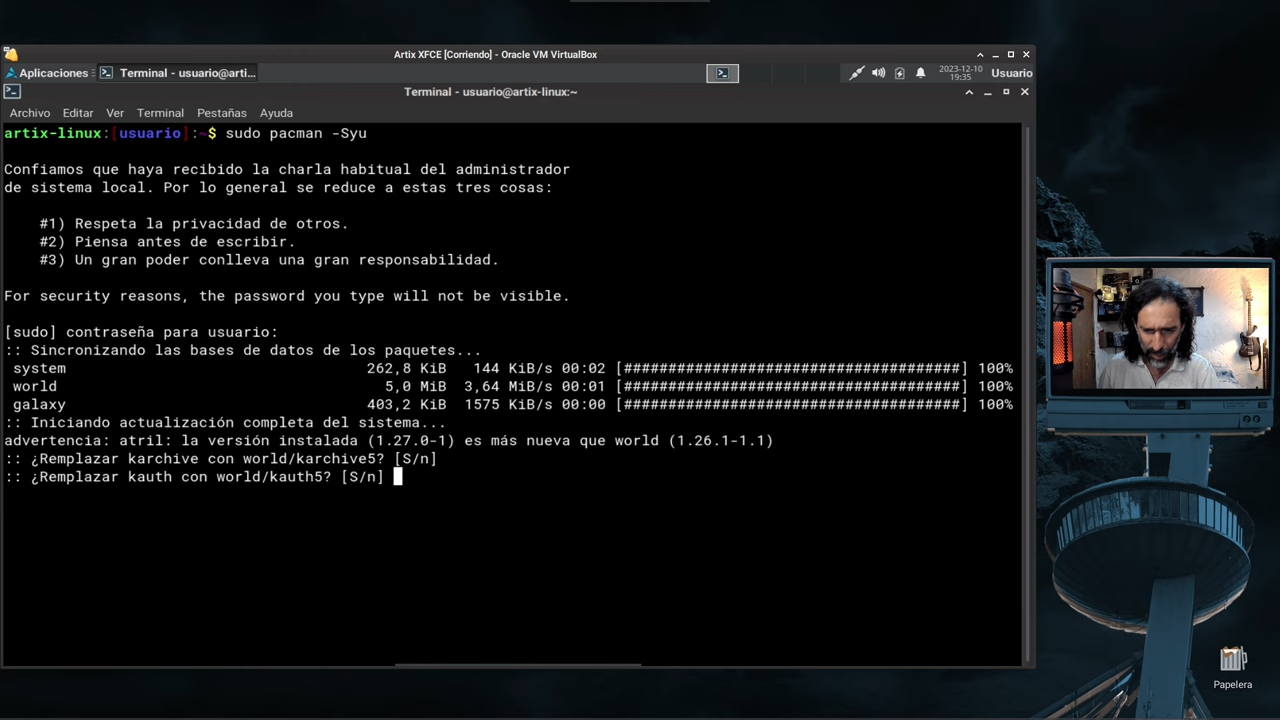 Artix XFCE [Corriendo] - Oracle VM VirtualBox
Aplicaciones
Terminal - usuario@arti...
2023-12-10
19:35
Usuario
Terminal - usuario@artix-linux:~
Archivo Editar Ver Terminal Pestañas Ayuda
artix-linux:[usuario]:~$ sudo pacman -Syu
Confiamos que haya recibido la charla habitual del administrador
de sistema local. Por lo general se reduce a estas tres cosas:
#1) Respeta la privacidad de otros.
#2) Piensa antes de escribir.
#3) Un gran poder conlleva una gran responsabilidad.
For security reasons, the password you type will not be visible.
[sudo] contraseña para usuario:
:: Sincronizando las bases de datos de los paquetes...
system 262,8 KiB 144 KiB/s 00:02 [######################################] 100%
world 5,0 MiB 3,64 MiB/s 00:01 [######################################] 100%
galaxy 403,2 KiB 1575 KiB/s 00:00 [######################################] 100%
:: Iniciando actualización completa del sistema...
advertencia: atril: la versión instalada (1.27.0-1) es más nueva que world (1.26.1-1.1)
:: ¿Remplazar karchive con world/karchive5? [S/n]
:: ¿Remplazar kauth con world/kauth5? [S/n]
Papelera